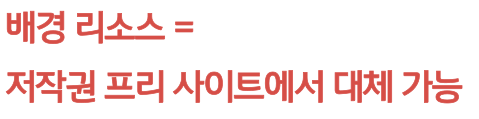 배경 리소스 =
저작권 프리 사이트에서 대체 가능